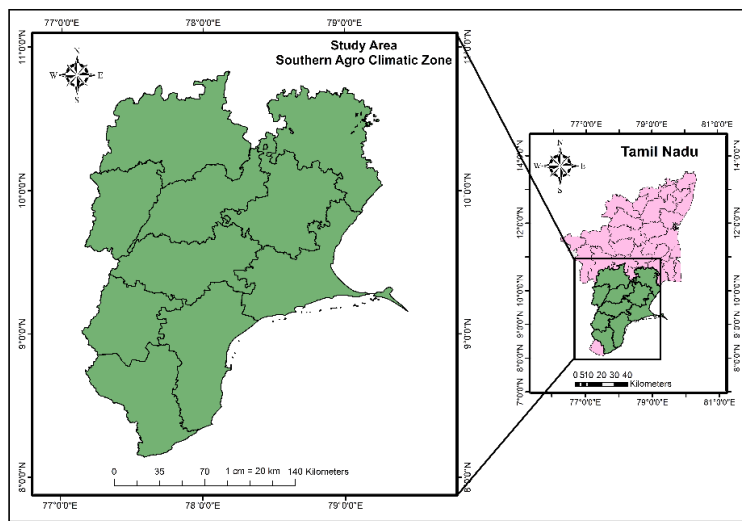 77°0'0"E 78°0'0"E 79°0'0"E
Study Area
Southern Agro Climatic Zone
N
W E
S
11°0'0"N 11°0'0"N
10°0'0"N 10°0'0"N
9°0'0"N 9°0'0"N
8°0'0"N 8°0'0"N
0 35 70 1 cm = 20 km 140 Kilometers
77°0'0"E 78°0'0"E 79°0'0"E
77°0'0"E 79°0'0"E 81°0'0"E
Tamil Nadu
N
W E
S
14°0'0"N 14°0'0"N
12°0'0"N 12°0'0"N
10°0'0"N 10°0'0"N
9°0'0"N 9°0'0"N
8°0'0"N 8°0'0"N
0 510 20 30 40
Kilometers
77°0'0"E 79°0'0"E 81°0'0"E